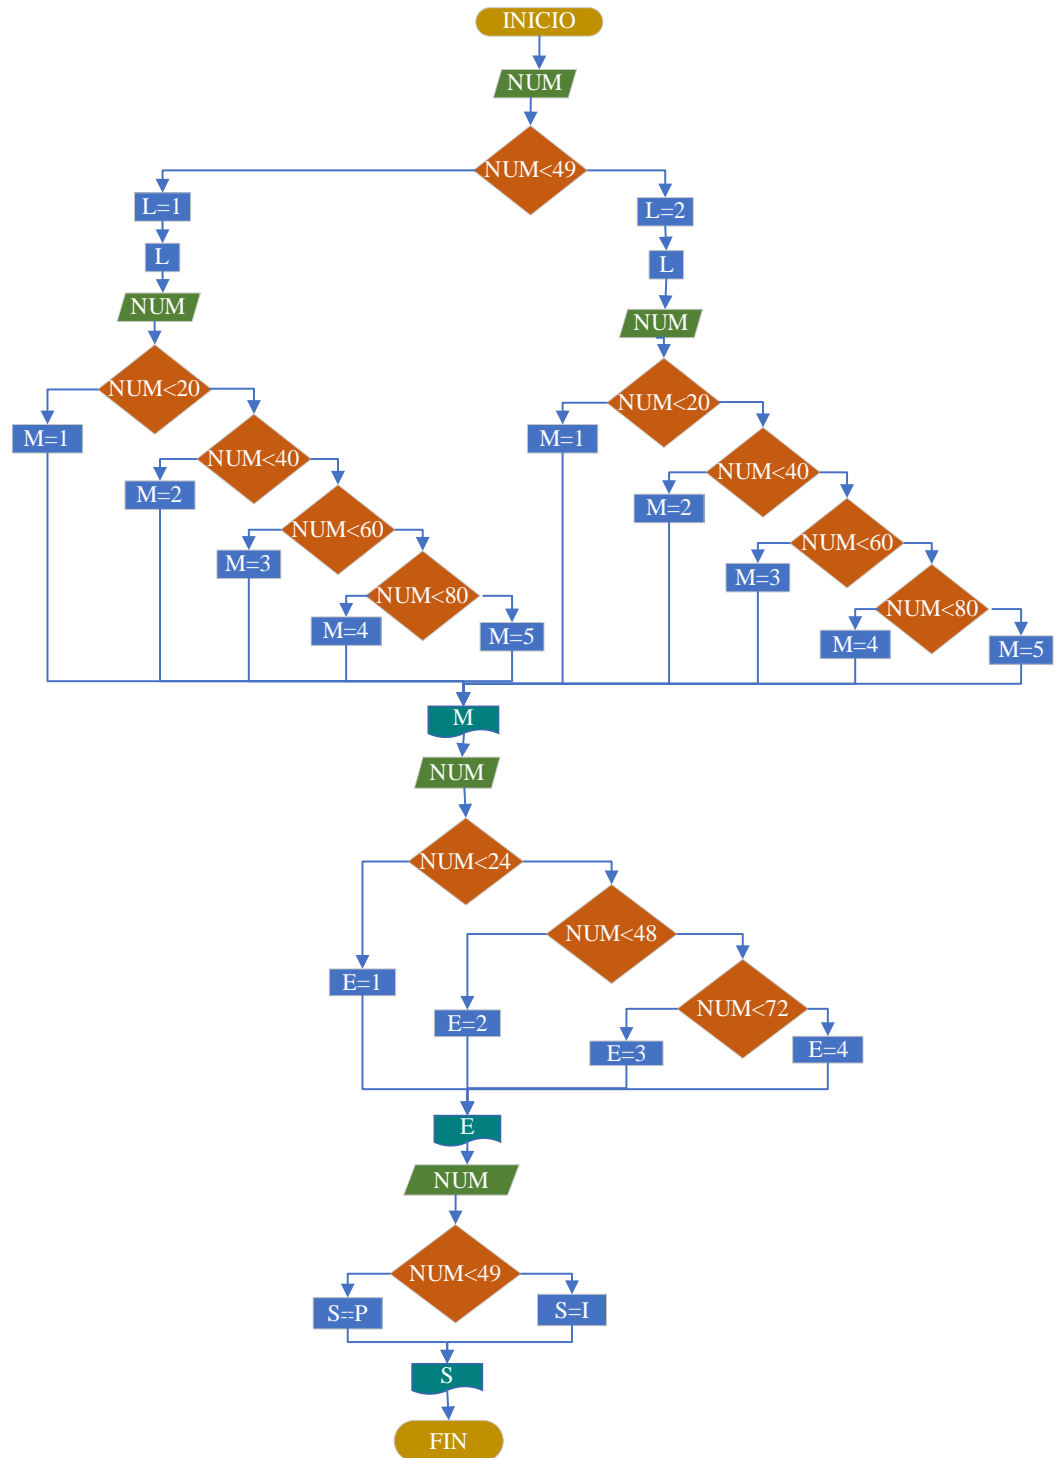 INICIO
NUM
NUM<49
L=1
L=2
L
L
NUM
NUM
NUM<20
NUM<20
M=1
M=1
NUM<40
NUM<40
M=2
M=2
NUM<60
NUM<60
M=3
M=3
NUM<80
NUM<80
M=4
M=5
M=4
M=5
M
NUM
NUM<24
NUM<48
E=1
NUM<72
E=2
E=3
E=4
E
NUM
NUM<49
S==P
S=I
S
FIN